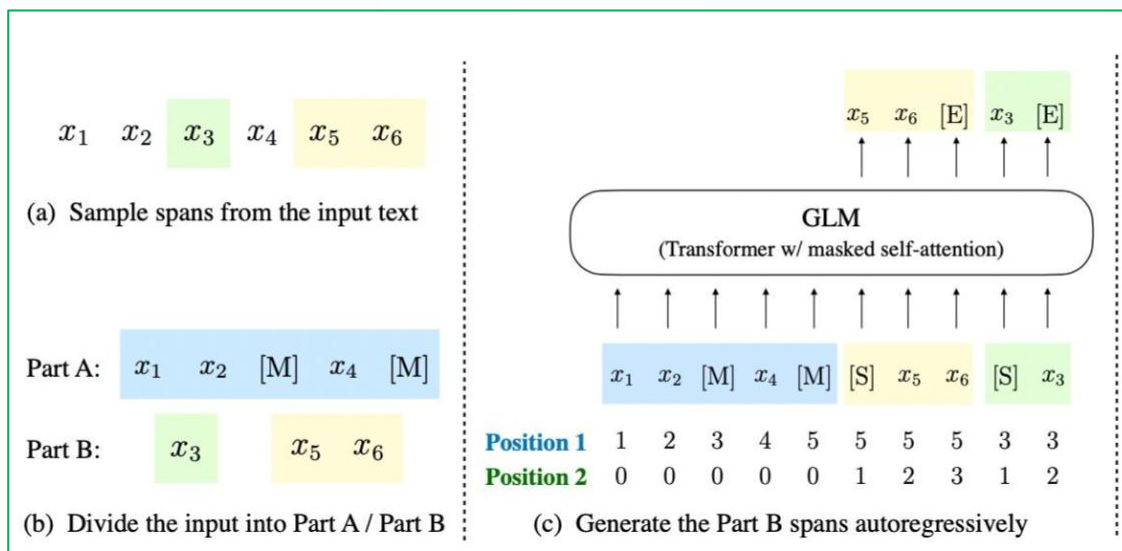 x₁ x₂ x₃ x₄ x₅ x₆
(a) Sample spans from the input text
Part A: x₁ x₂ [M] x₄ [M]
Part B: x₃ x₅ x₆
(b) Divide the input into Part A / Part B
x₅ x₆ [E] x₃ [E]
GLM
(Transformer w/ masked self-attention)
x₁ x₂ [M] x₄ [M] [S] x₅ x₆ [S] x₃
Position 1 1 2 3 4 5 5 5 5 3 3
Position 2 0 0 0 0 0 1 2 3 1 2
(c) Generate the Part B spans autoregressively